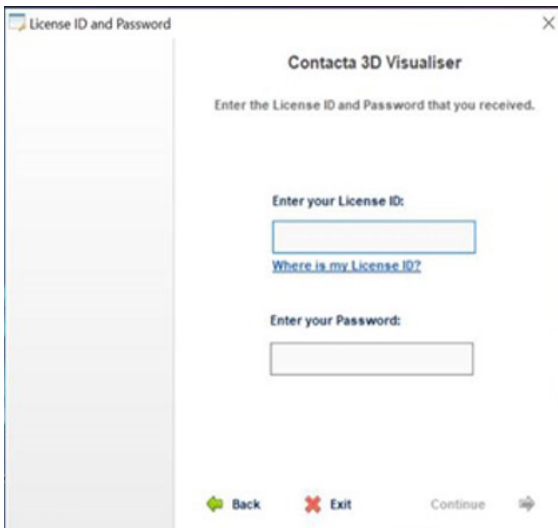 License ID and Password
Contacta 3D Visualiser
Enter the License ID and Password that you received.
Enter your License ID:
Where is my License ID?
Enter your Password:
Back Exit Continue